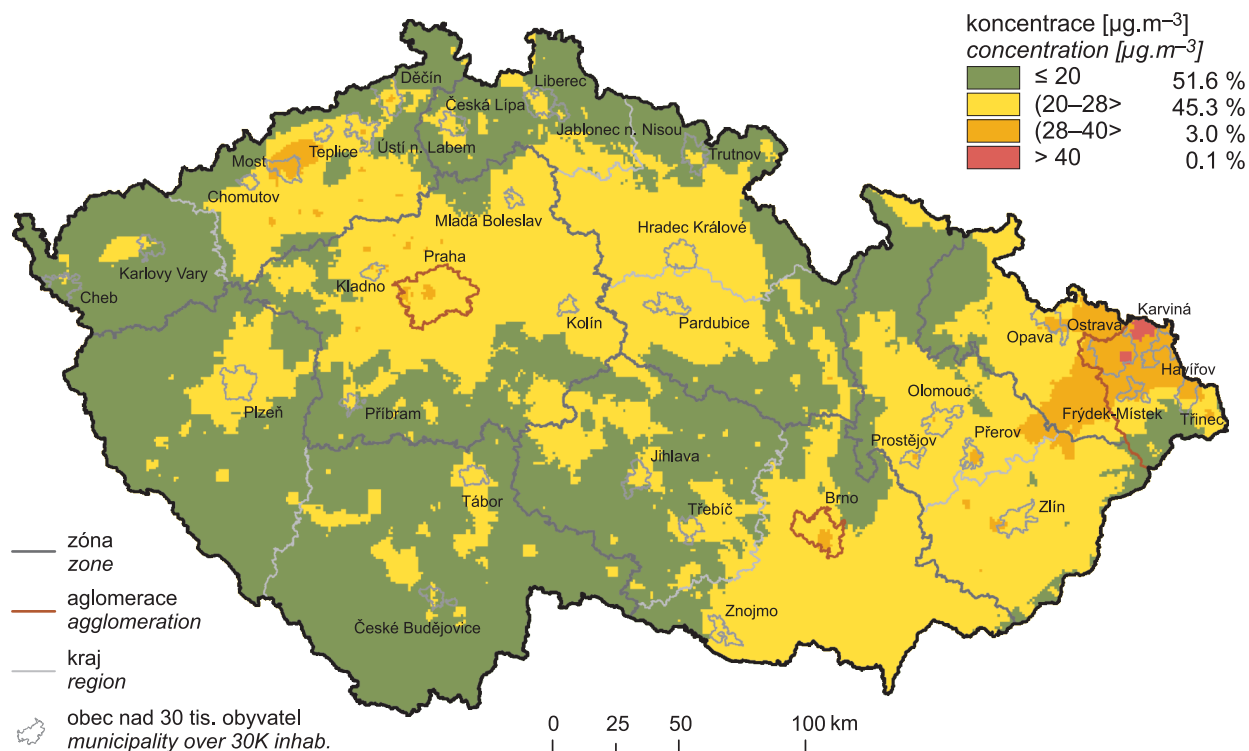 koncentrace [µg.m–3]
concentration [µg.m–3]
≤ 20 51.6 %
(20–28> 45.3 %
(28–40> 3.0 %
> 40 0.1 %
Děčín
Liberec
Česká Lípa
Jablonec n. Nisou
Teplice
Ústí n. Labem
Most
Trutnov
Chomutov
Mladá Boleslav
Hradec Králové
Karlovy Vary
Praha
Kladno
Cheb
Kolín
Pardubice
Karviná
Ostrava
Opava
Havířov
Plzeň
Příbram
Olomouc
Frýdek-Místek
Třinec
Prostějov
Přerov
Jihlava
Tábor
Třebíč
Brno
Zlín
Znojmo
České Budějovice
zóna
zone
aglomerace
agglomeration
kraj
region
obec nad 30 tis. obyvatel
municipality over 30K inhab.
0 25 50 100 km